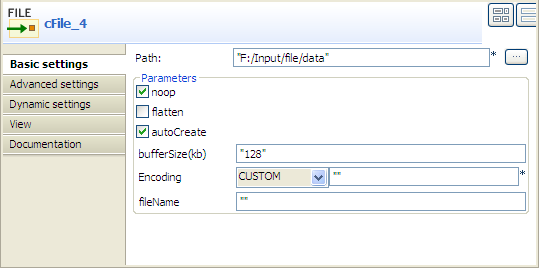 FILE
cFile_4
Basic settings
Advanced settings
Dynamic settings
View
Documentation
Path: "F:/Input/file/data" * ...
Parameters
noop
flatten
autoCreate
bufferSize(kb) "128"
Encoding CUSTOM "" *
fileName ""